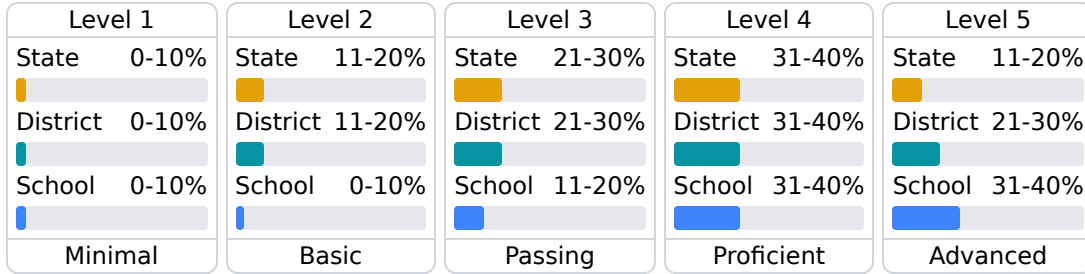 Level 1
State 0-10%
District 0-10%
School 0-10%
Minimal
Level 2
State 11-20%
District 11-20%
School 0-10%
Basic
Level 3
State 21-30%
District 21-30%
School 11-20%
Passing
Level 4
State 31-40%
District 31-40%
School 31-40%
Proficient
Level 5
State 11-20%
District 21-30%
School 31-40%
Advanced